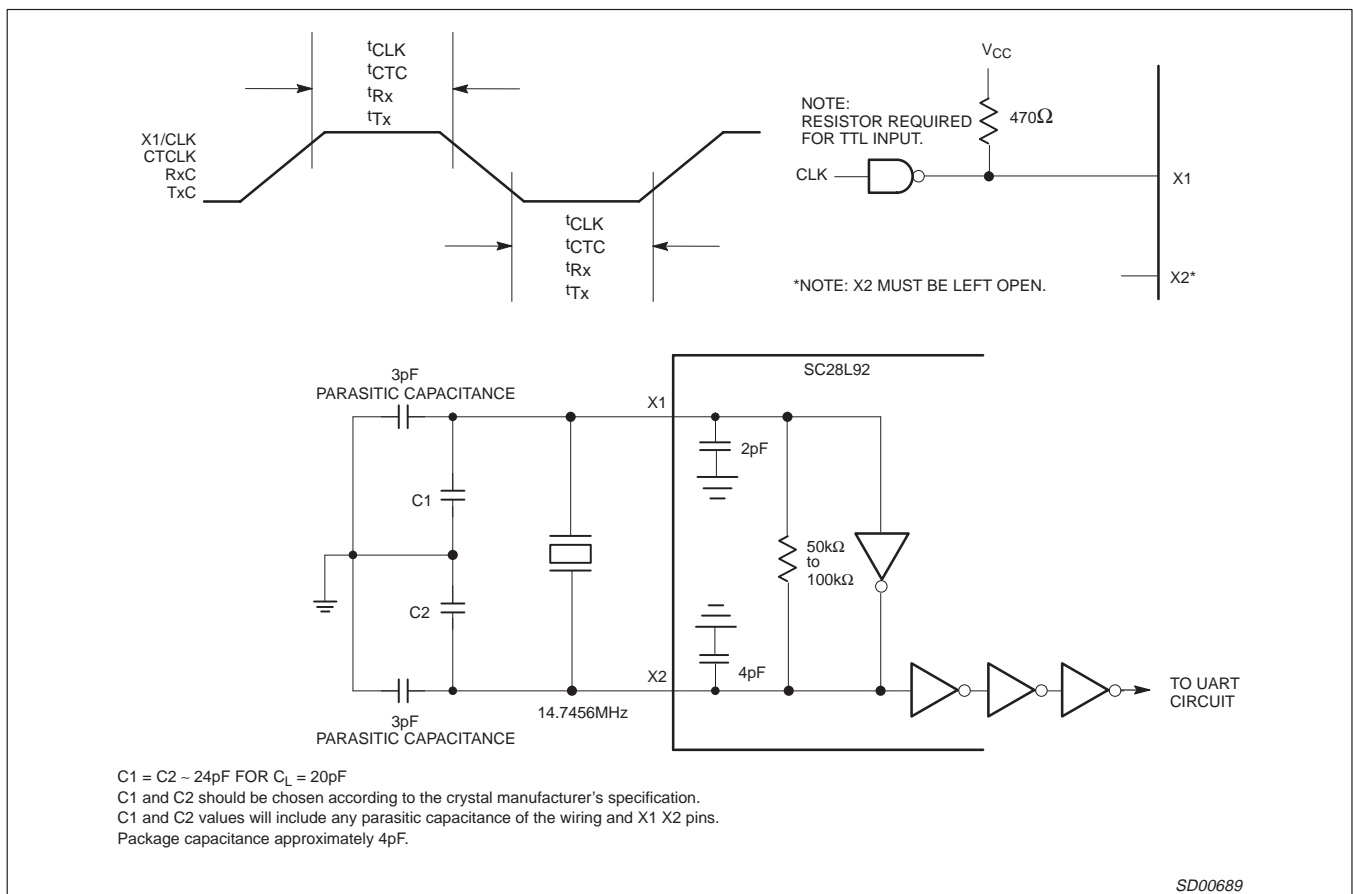 tCLK
tCTC
tRx
tTx
X1/CLK
CTCLK
RxC
TxC
tCLK
tCTC
tRx
tTx
VCC
NOTE:
RESISTOR REQUIRED
FOR TTL INPUT.
470Ω
CLK
X1
X2*
*NOTE: X2 MUST BE LEFT OPEN.
SC28L92
3pF
PARASITIC CAPACITANCE
X1
2pF
C1
50kΩ
to
100kΩ
C2
4pF
X2
3pF
PARASITIC CAPACITANCE
14.7456MHz
TO UART
CIRCUIT
C1 = C2 ~ 24pF FOR CL = 20pF
C1 and C2 should be chosen according to the crystal manufacturer's specification.
C1 and C2 values will include any parasitic capacitance of the wiring and X1 X2 pins.
Package capacitance approximately 4pF.
SD00689